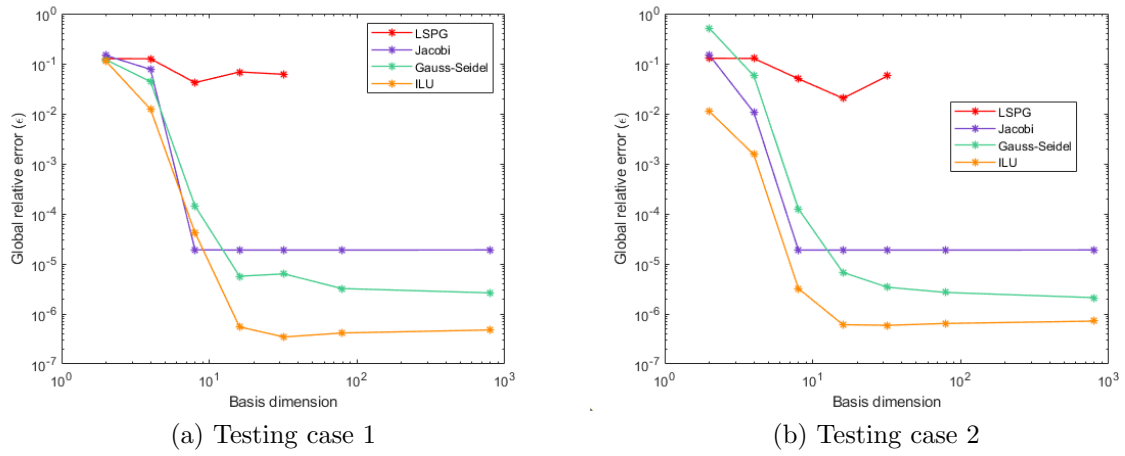 10^0
10^-1
10^-2
10^-3
10^-4
10^-5
10^-6
10^-7
Global relative error (ϵ)
LSPG
Jacobi
Gauss-Seidel
ILU
10^0
10^1
10^2
10^3
Basis dimension
(a) Testing case 1
10^0
10^-1
10^-2
10^-3
10^-4
10^-5
10^-6
10^-7
Global relative error (ϵ)
LSPG
Jacobi
Gauss-Seidel
ILU
10^0
10^1
10^2
10^3
Basis dimension
(b) Testing case 2